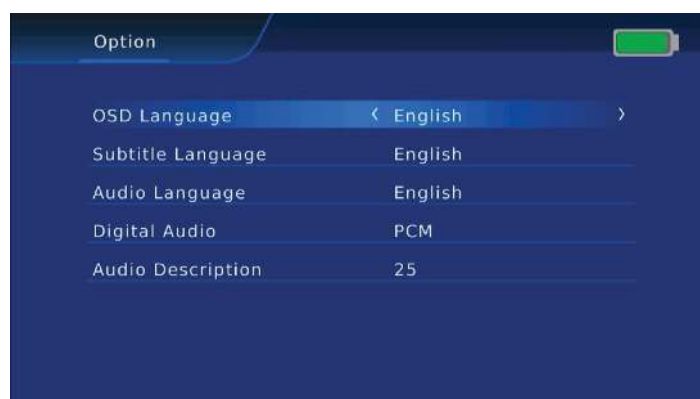 Option
OSD Language < English >
Subtitle Language English
Audio Language English
Digital Audio PCM
Audio Description 25